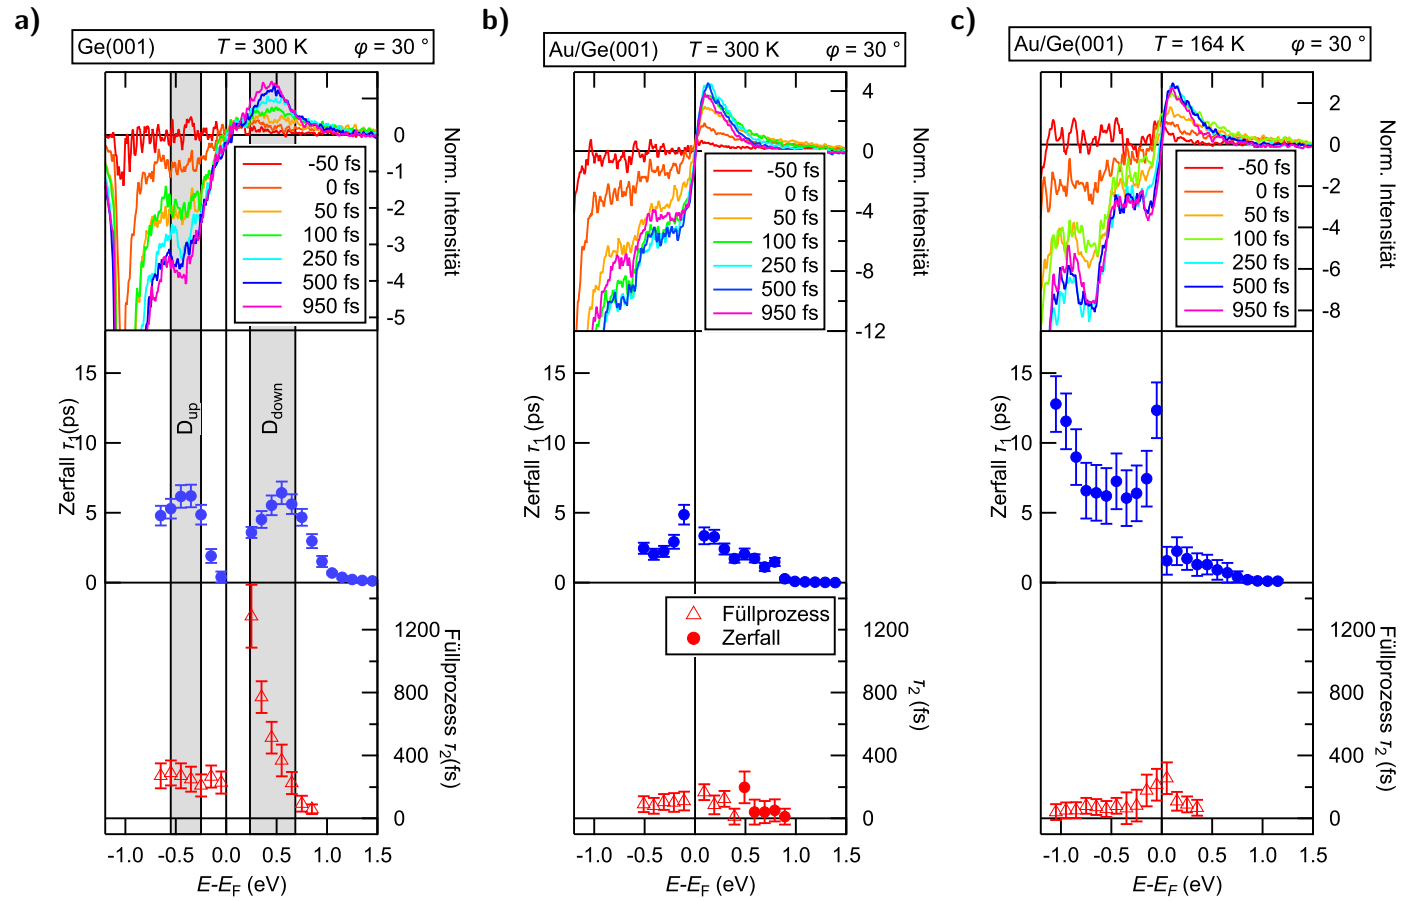 a)
Ge(001) T = 300 K φ = 30 °
0
-1
-2
-3
-4
-5
Norm. Intensität
-50 fs
0 fs
50 fs
100 fs
250 fs
500 fs
950 fs
15
10
5
0
Zerfall τ1(ps)
Dup
Ddown
1200
800
400
0
Füllprozess τ2(fs)
-1.0 -0.5 0.0 0.5 1.0 1.5
E-EF (eV)
b)
Au/Ge(001) T = 300 K φ = 30 °
4
0
-4
-8
-12
Norm. Intensität
-50 fs
0 fs
50 fs
100 fs
250 fs
500 fs
950 fs
15
10
5
0
Zerfall τ1(ps)
Füllprozess
Zerfall
1200
800
400
0
τ2 (fs)
-1.0 -0.5 0.0 0.5 1.0 1.5
E-EF (eV)
c)
Au/Ge(001) T = 164 K φ = 30 °
2
0
-2
-4
-6
-8
Norm. Intensität
-50 fs
0 fs
50 fs
100 fs
250 fs
500 fs
950 fs
15
10
5
0
Zerfall τ1(ps)
1200
800
400
0
Füllprozess τ2 (fs)
-1.0 -0.5 0.0 0.5 1.0 1.5
E-EF (eV)